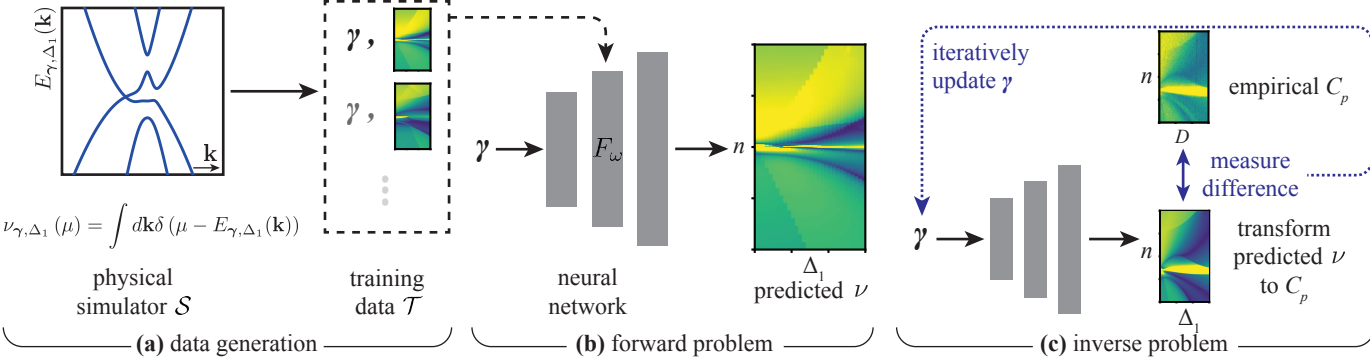 E_{γ,Δ₁}(𝐤)
𝐤
ν_{γ,Δ₁}(μ) = ∫ d𝐤δ (μ − E_{γ,Δ₁}(𝐤))
physical
simulator 𝒮
γ ,
γ ,
training
data 𝒯
(a) data generation
γ
F_ω
neural
network
n
Δ₁
predicted ν
(b) forward problem
iteratively
update γ
n
D
empirical C_p
measure
difference
γ
n
Δ₁
transform
predicted ν
to C_p
(c) inverse problem